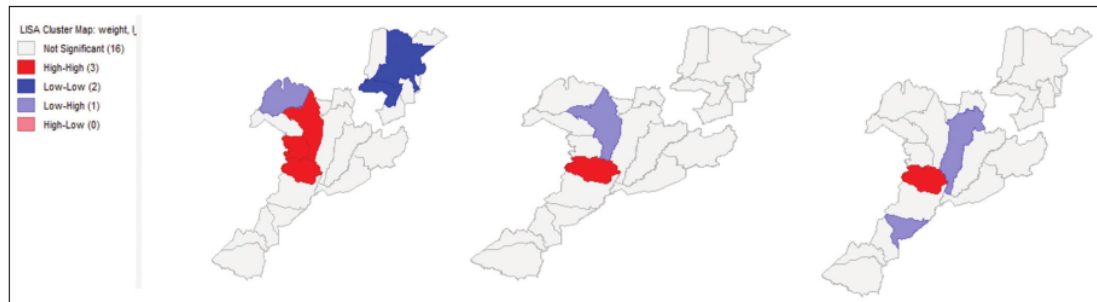 LISA Cluster Map: weight, I_
Not Significant (16)
High-High (3)
Low-Low (2)
Low-High (1)
High-Low (0)